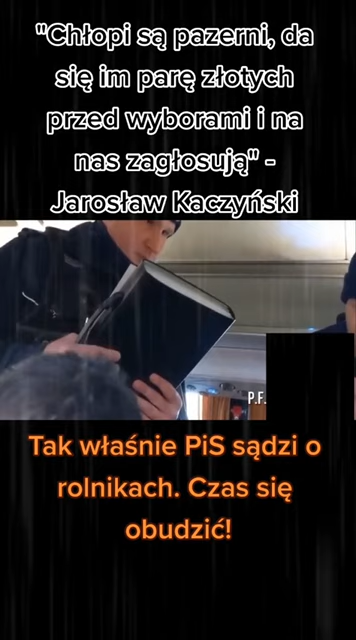 "Chłopi są pazerni, da
się im parę złotych
przed wyborami i na
nas zagłosują" -
Jarosław Kaczyński
P.F.
Tak właśnie PiS sądzi o
rolnikach. Czas się
obudzić!